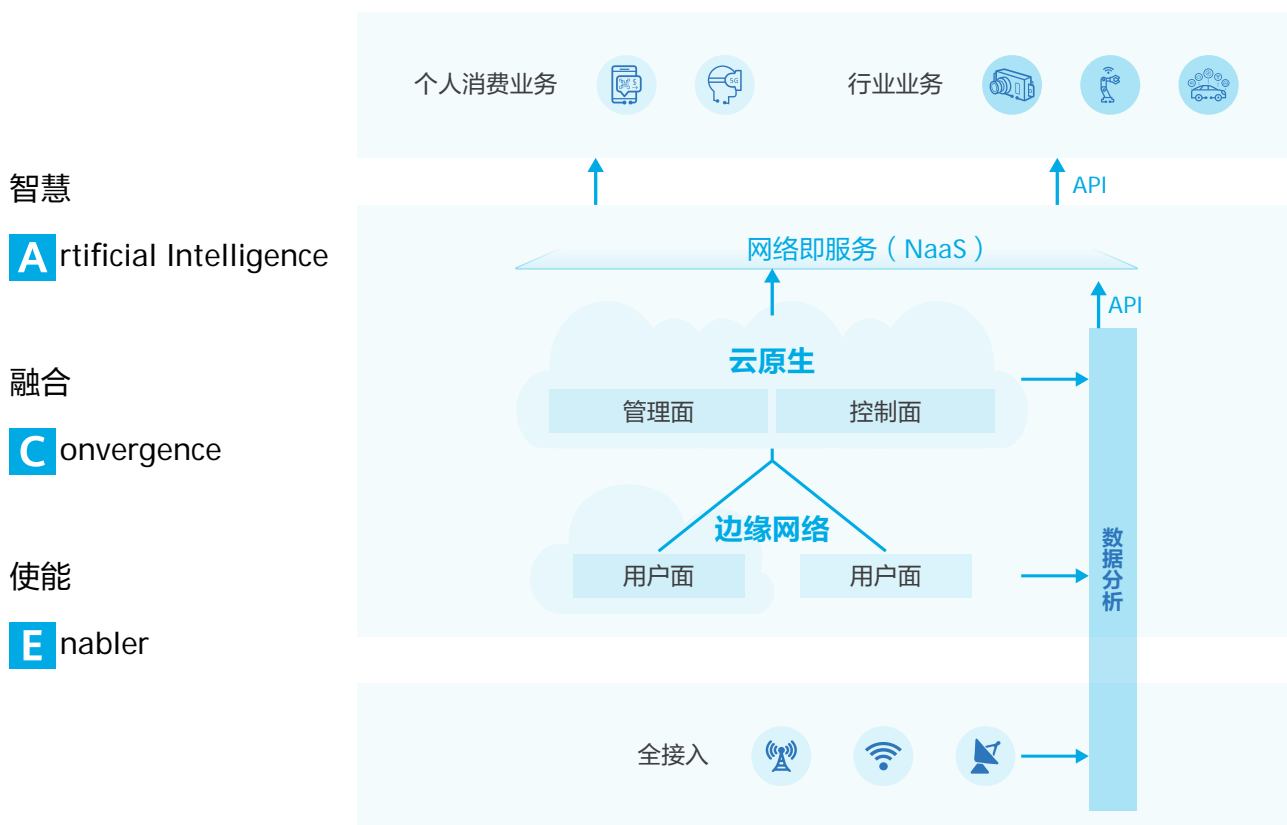 个人消费业务
5G
行业业务
智慧
API
Artificial Intelligence
网络即服务（NaaS）
API
云原生
融合
管理面
控制面
Convergence
边缘网络
数据分析
使能
用户面
用户面
Enabler
全接入